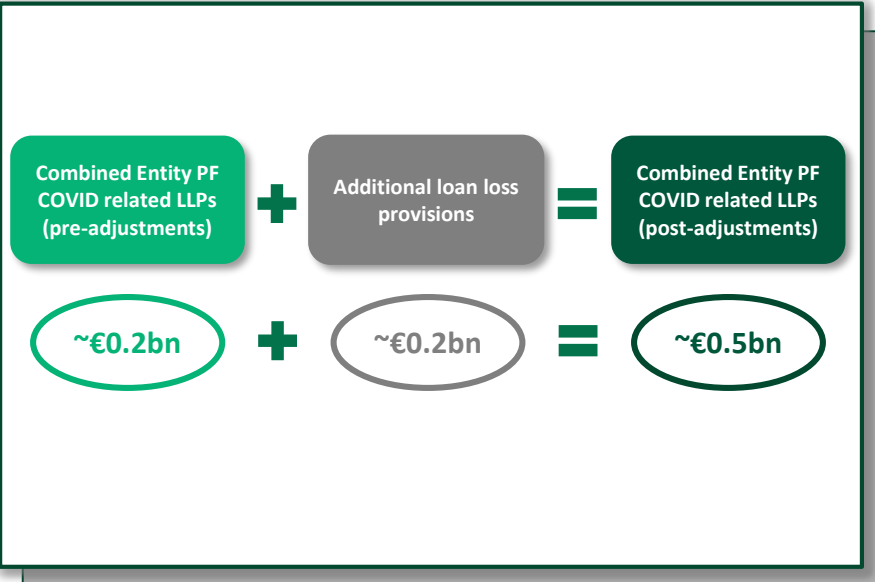 Combined Entity PF
COVID related LLPs
(pre-adjustments)
+
Additional loan loss
provisions
=
Combined Entity PF
COVID related LLPs
(post-adjustments)
~€0.2bn
+
~€0.2bn
=
~€0.5bn